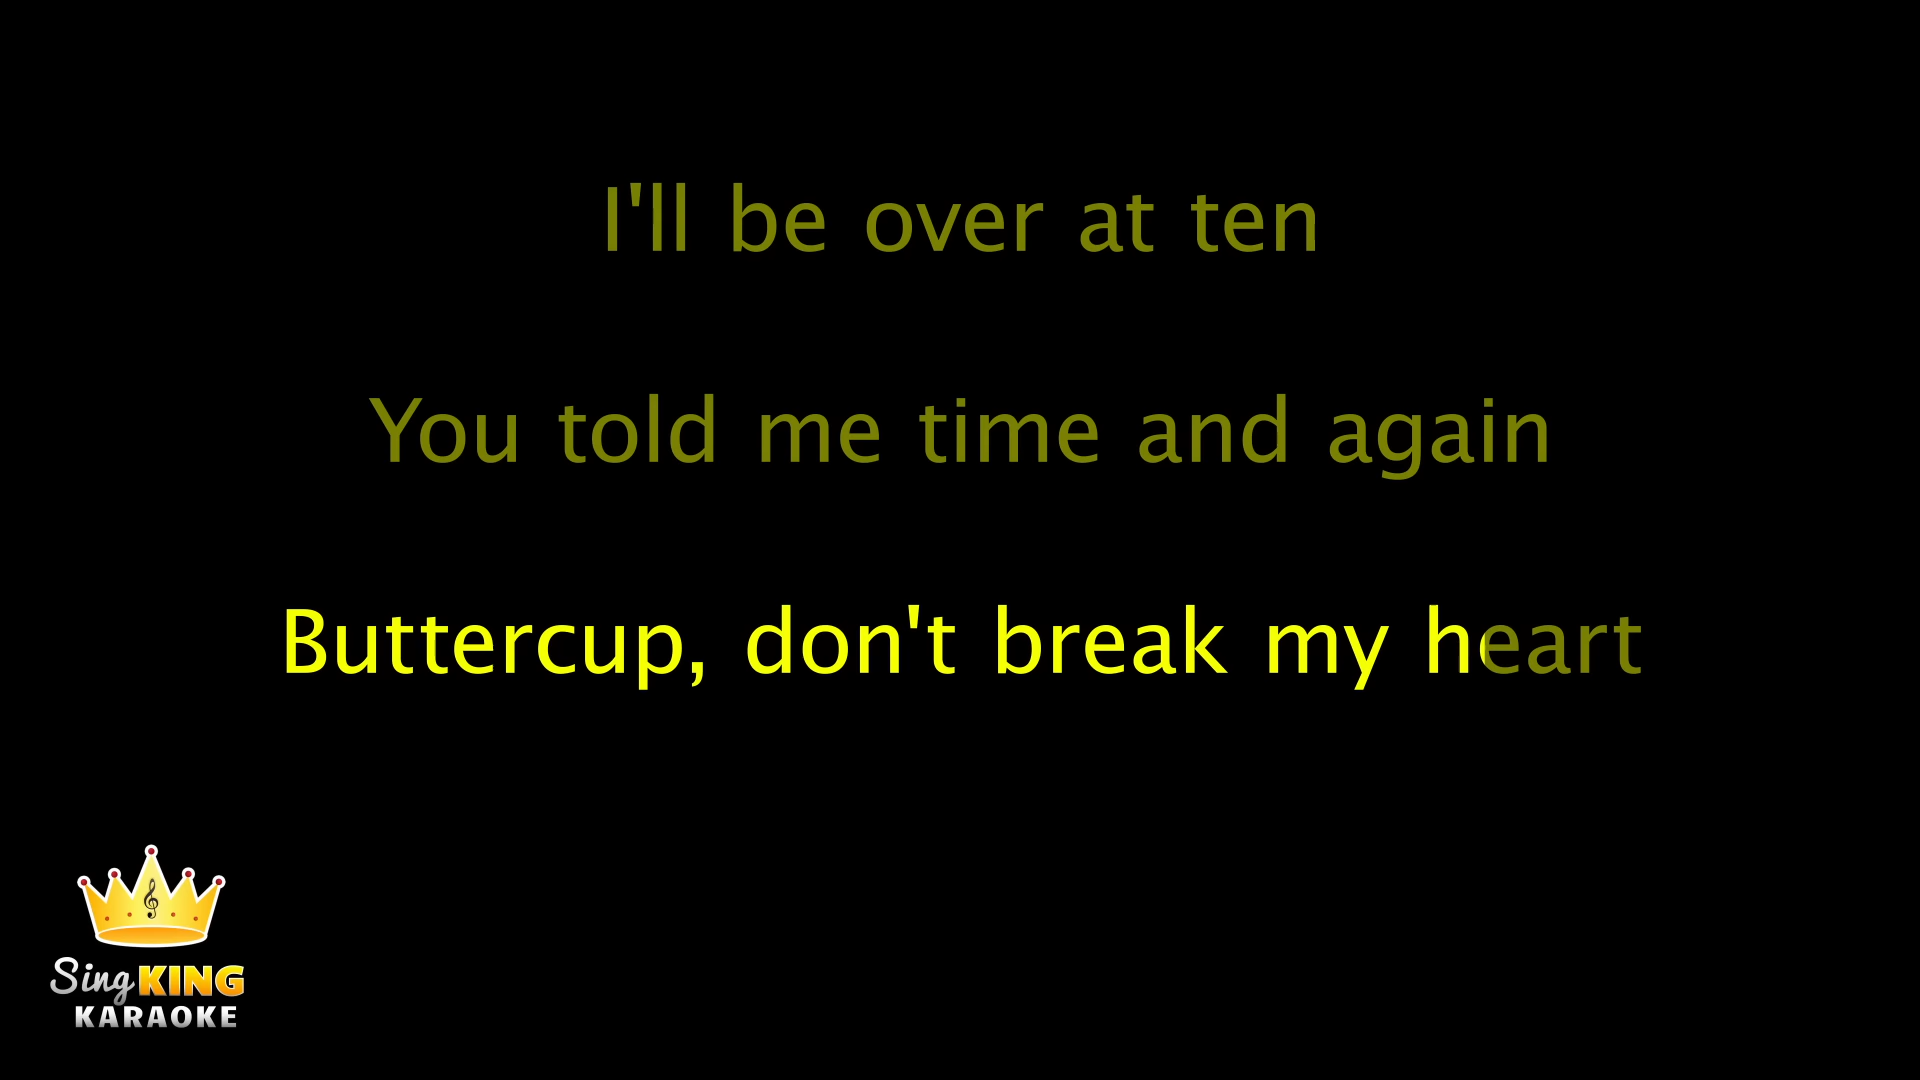 I'll be over at ten
You told me time and again
Buttercup, don't break my heart
Sing KING
KARAOKE